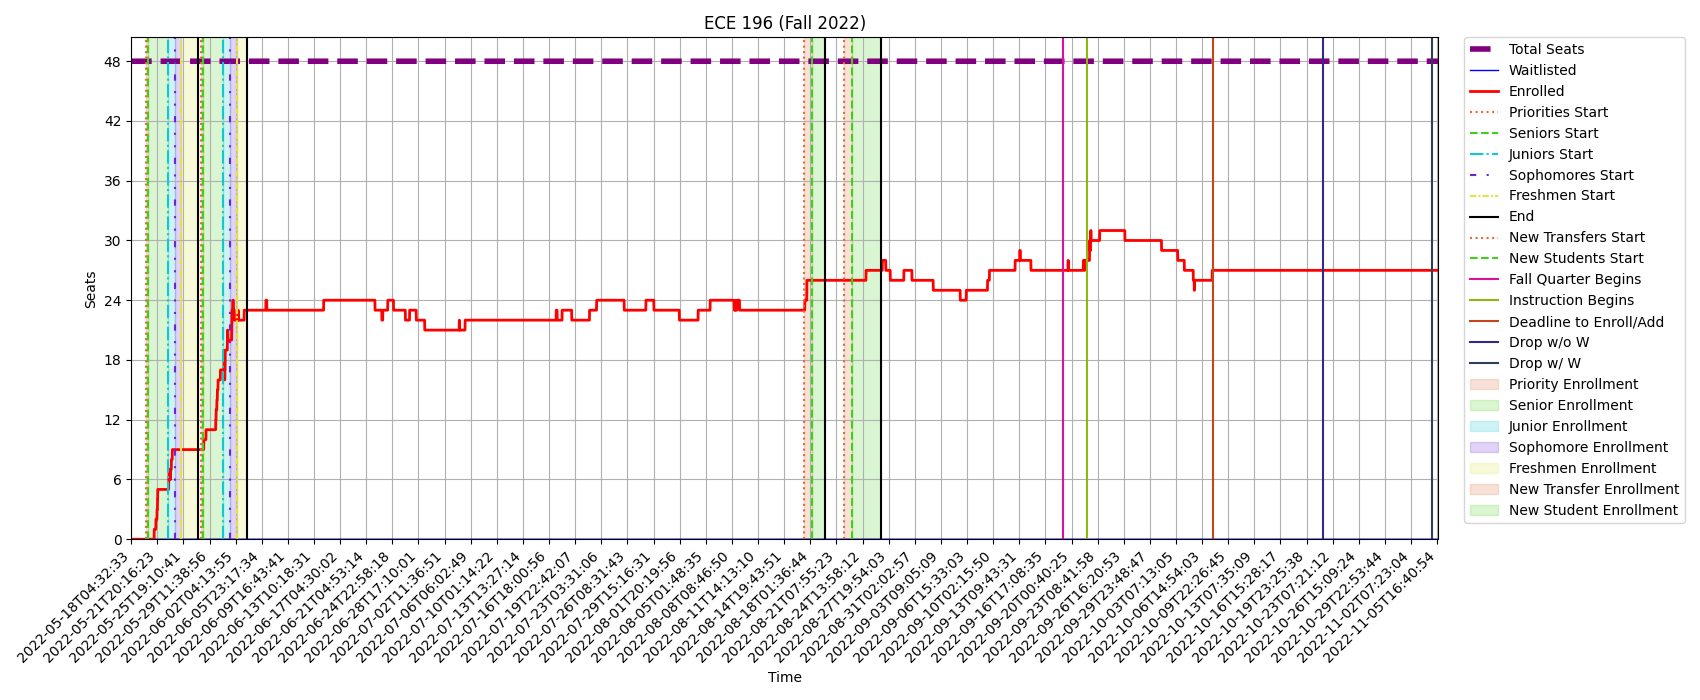 ECE 196 (Fall 2022)
Seats
48
42
36
30
24
18
12
6
0
2022-05-18T04:32:33
2022-05-21T20:16:23
2022-05-25T19:10:41
2022-05-29T11:38:56
2022-06-02T04:13:55
2022-06-05T23:17:34
2022-06-09T16:43:41
2022-06-13T10:18:31
2022-06-17T04:30:02
2022-06-21T04:53:14
2022-06-24T22:58:18
2022-06-28T17:10:01
2022-07-02T11:36:51
2022-07-06T06:02:49
2022-07-10T01:14:22
2022-07-13T13:27:14
2022-07-16T18:00:56
2022-07-19T22:42:07
2022-07-23T03:31:06
2022-07-26T08:31:43
2022-07-29T15:16:31
2022-08-01T20:19:56
2022-08-05T01:48:35
2022-08-08T08:46:50
2022-08-11T14:13:10
2022-08-14T19:43:51
2022-08-18T01:36:44
2022-08-21T07:55:23
2022-08-24T13:58:12
2022-08-27T19:54:03
2022-08-31T02:02:57
2022-09-03T09:05:09
2022-09-06T15:33:03
2022-09-10T02:15:50
2022-09-13T09:43:31
2022-09-16T17:08:35
2022-09-20T00:40:25
2022-09-23T08:41:58
2022-09-26T16:20:53
2022-09-29T23:48:47
2022-10-03T07:13:05
2022-10-06T14:54:03
2022-10-09T22:26:45
2022-10-13T07:35:09
2022-10-16T15:28:17
2022-10-19T23:25:38
2022-10-23T07:21:12
2022-10-26T15:09:24
2022-10-29T22:53:44
2022-11-02T07:23:04
2022-11-05T16:40:54
Time
Total Seats
Waitlisted
Enrolled
Priorities Start
Seniors Start
Juniors Start
Sophomores Start
Freshmen Start
End
New Transfers Start
New Students Start
Fall Quarter Begins
Instruction Begins
Deadline to Enroll/Add
Drop w/o W
Drop w/ W
Priority Enrollment
Senior Enrollment
Junior Enrollment
Sophomore Enrollment
Freshmen Enrollment
New Transfer Enrollment
New Student Enrollment